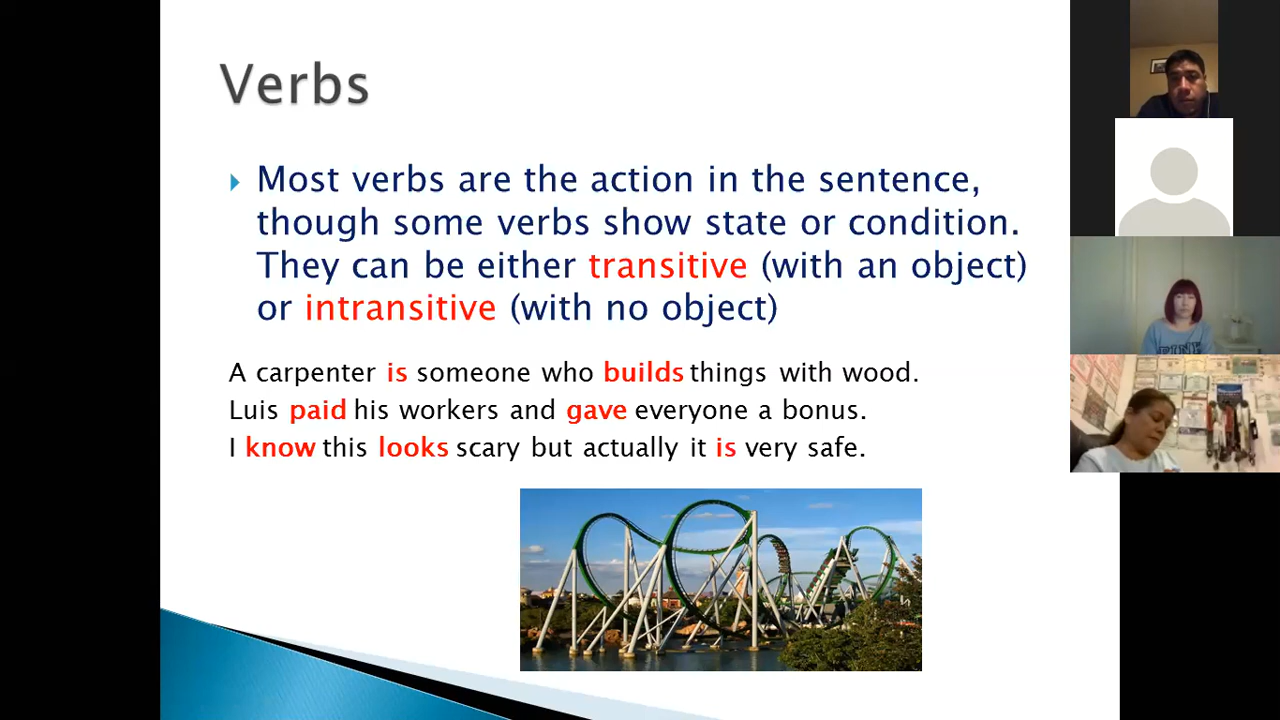 Verbs
Most verbs are the action in the sentence,
though some verbs show state or condition.
They can be either transitive (with an object)
or intransitive (with no object)
A carpenter is someone who builds things with wood.
Luis paid his workers and gave everyone a bonus.
I know this looks scary but actually it is very safe.